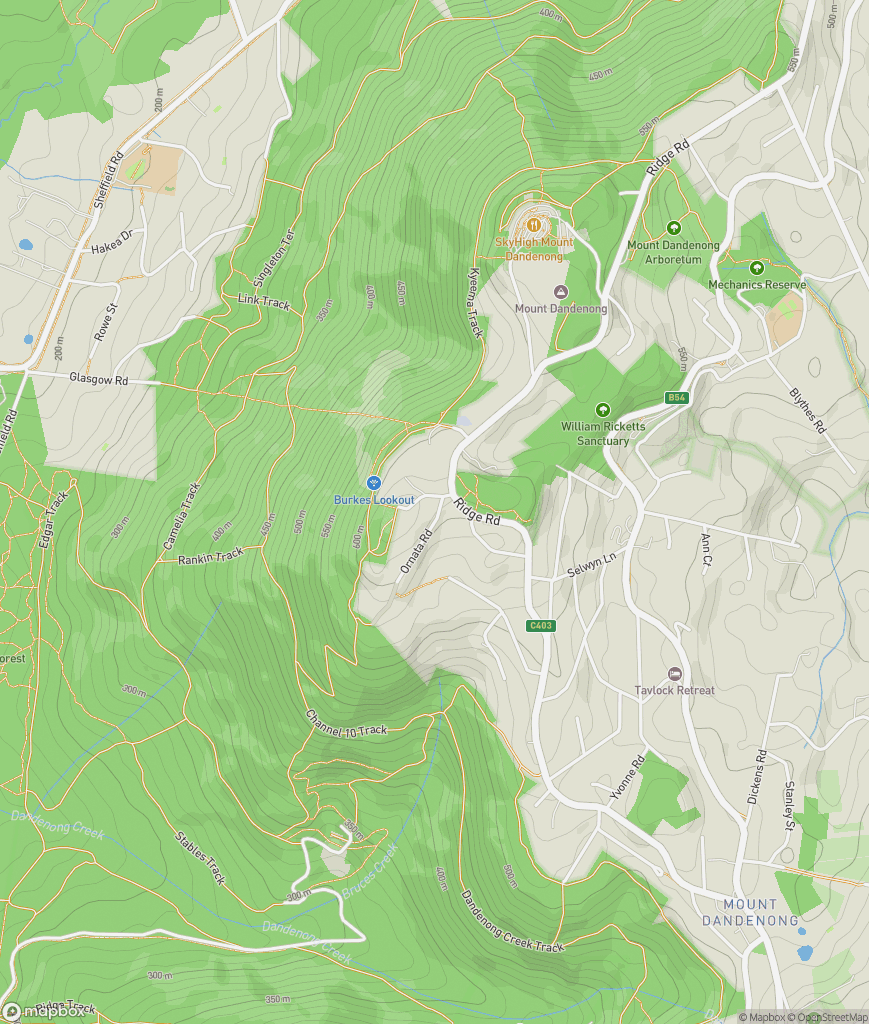 400 m
500 m
550 m
450 m
200 m
550 m
Ridge Rd
Sheffield Rd
SkyHigh Mount
Dandenong
Mount Dandenong
Arboretum
Hakea Dr
Singleton Ter
Mechanics Reserve
Kyeema Track
400 m
450 m
Link Track
350 m
Mount Dandenong
Rowe St
200 m
550 m
Glasgow Rd
B54
Blythes Rd
William Ricketts
Sanctuary
Burkes Lookout
Edgar Track
Camelia Track
Ridge Rd
300 m
400 m
450 m
500 m
550 m
600 m
Ann Ct
Ornata Rd
Rankin Track
Selwyn Ln
C403
orest
Tavlock Retreat
300 m
Channel 10 Track
Yvonne Rd
Dickens Rd
Stanley St
Dandenong Creek
350 m
Stables Track
Bruces Creek
400 m
500 m
300 m
MOUNT
DANDENONG
Dandenong Creek Track
Dandenong Creek
300 m
350 m
Ridge Track
mapbox
© Mapbox © OpenStreetMap